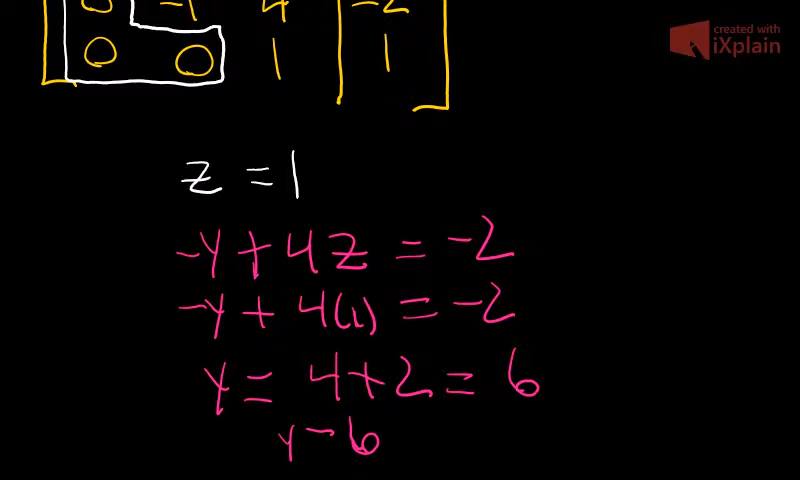 0 -1 4 -2
created with
iXplain
0 0 1 1
z = 1
-y + 4z = -2
-y + 4(1) = -2
y = 4 + 2 = 6
y - 6